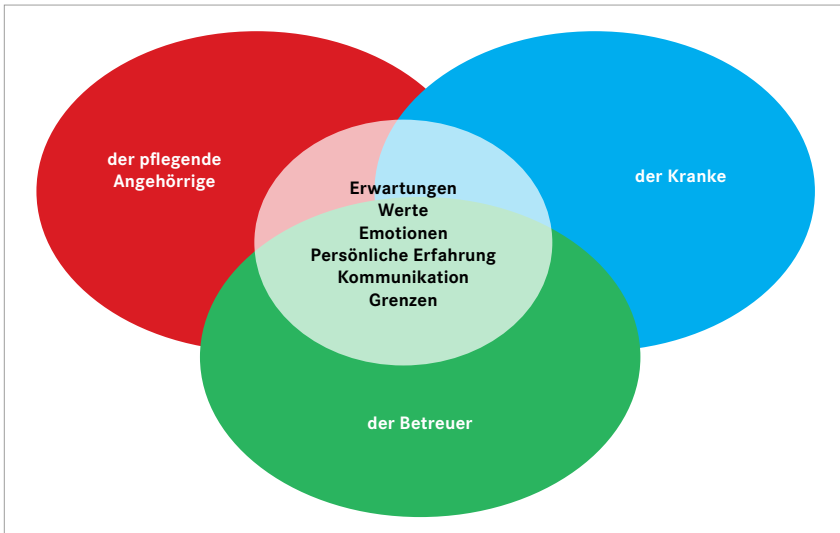 der pflegende
Angehörrige
der Kranke
Erwartungen
Werte
Emotionen
Persönliche Erfahrung
Kommunikation
Grenzen
der Betreuer